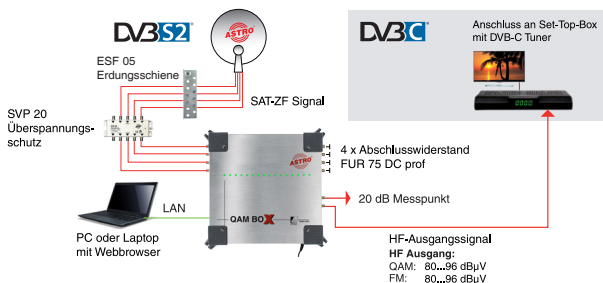 DVB S2
ASTRO
DVB C
Anschluss an Set-Top-Box
mit DVB-C Tuner
ESF 05
Erdungsschiene
SAT-ZF Signal
SVP 20
Überspannungs-
schutz
ASTRO
4 x Abschlusswiderstand
FUR 75 DC prof
20 dB Messpunkt
LAN
QAM BOX
PC oder Laptop
mit Webbrowser
HF-Ausgangssignal
HF Ausgang:
QAM: 80...96 dBµV
FM: 80...96 dBµV